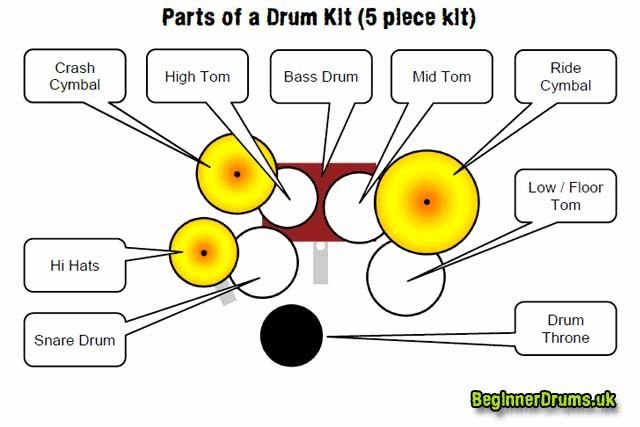 Parts of a Drum Kit (5 piece kit)
Crash
Cymbal
High Tom
Bass Drum
Mid Tom
Ride
Cymbal
Low / Floor
Tom
Hi Hats
Snare Drum
Drum
Throne
BeginnerDrums.uk